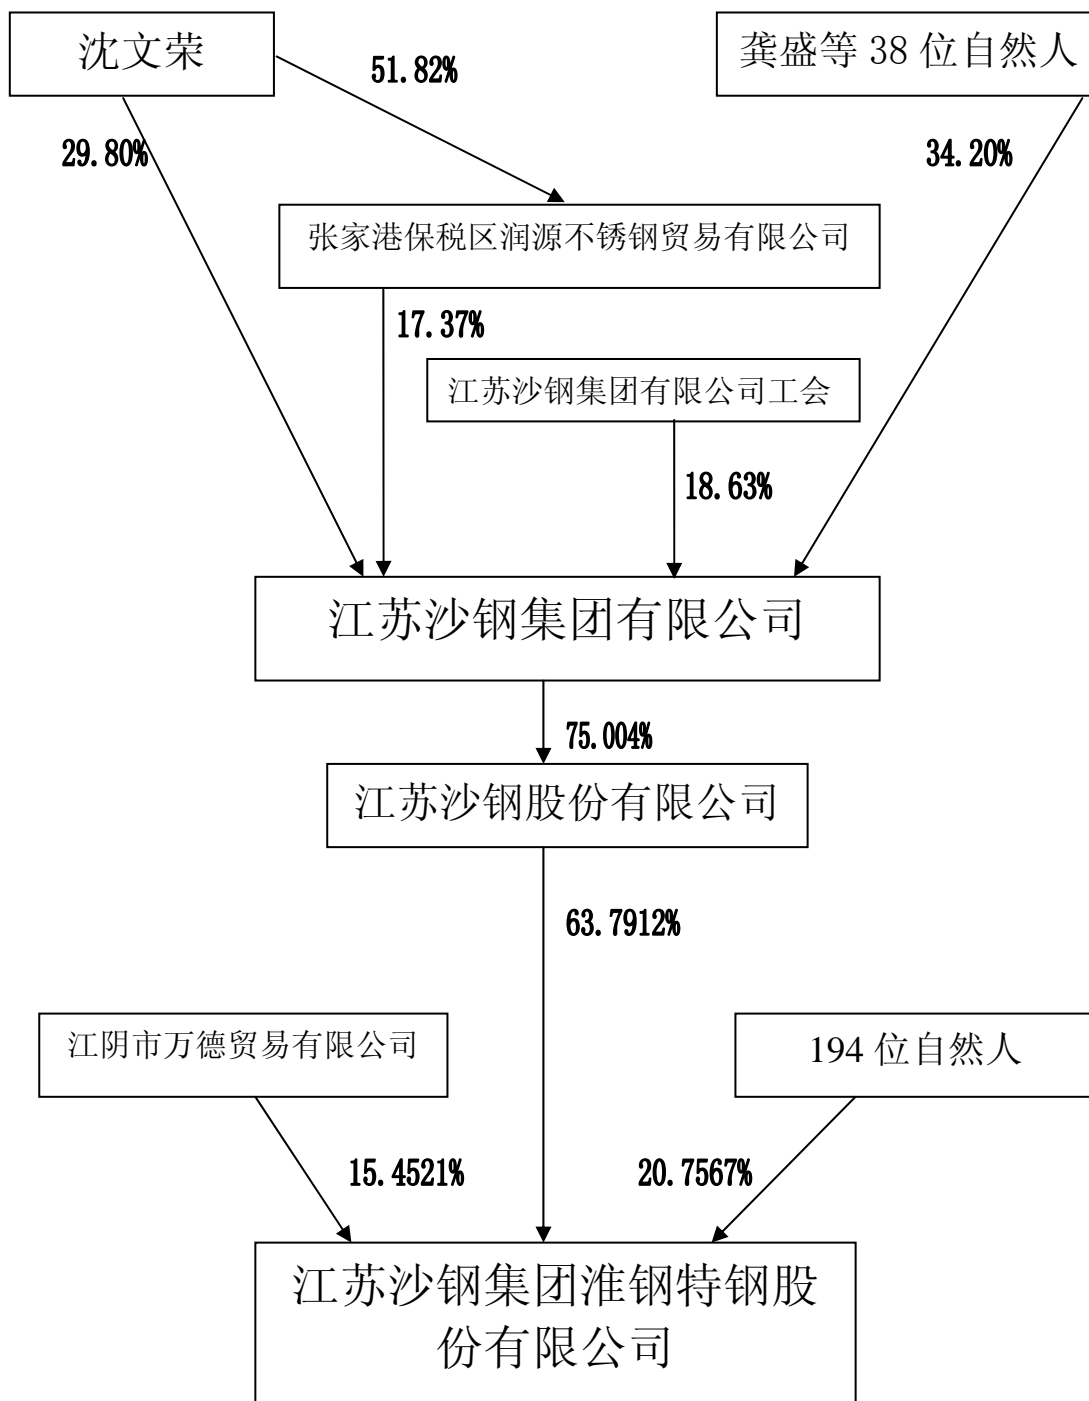 沈文荣
龚盛等 38 位自然人
51.82%
29.80%
34.20%
张家港保税区润源不锈钢贸易有限公司
17.37%
江苏沙钢集团有限公司工会
18.63%
江苏沙钢集团有限公司
75.004%
江苏沙钢股份有限公司
63.7912%
江阴市万德贸易有限公司
194 位自然人
15.4521%
20.7567%
江苏沙钢集团淮钢特钢股
份有限公司